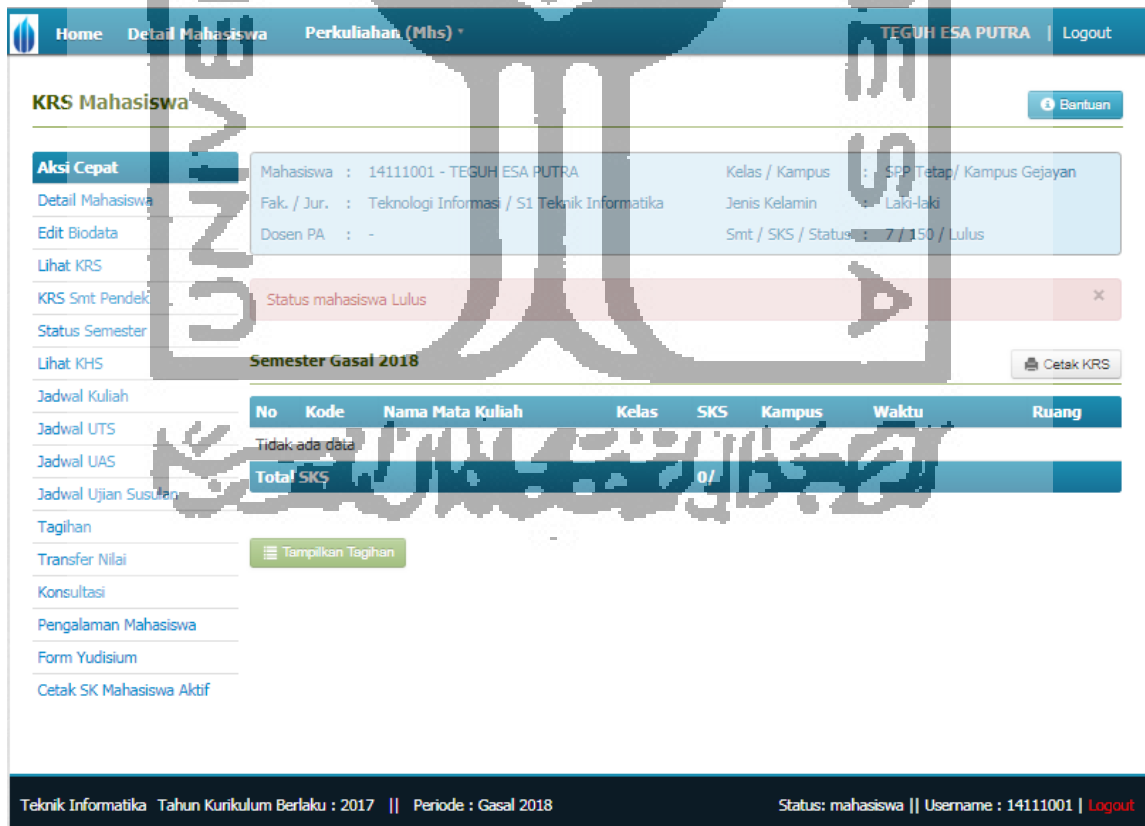 Home Detail Mahasiswa Perkuliahan (Mhs) TEGUH ESA PUTRA | Logout
KRS Mahasiswa
Bantuan
Aksi Cepat
Detail Mahasiswa
Edit Biodata
Lihat KRS
KRS Smt Pendek
Status Semester
Lihat KHS
Jadwal Kuliah
Jadwal UTS
Jadwal UAS
Jadwal Ujian Susulan
Tagihan
Transfer Nilai
Konsultasi
Pengalaman Mahasiswa
Form Yudisium
Cetak SK Mahasiswa Aktif
Mahasiswa : 14111001 - TEGUH ESA PUTRA Kelas / Kampus : SPP Tetap/ Kampus Gejayan
Fak. / Jur. : Teknologi Informasi / S1 Teknik Informatika Jenis Kelamin : Laki-laki
Dosen PA : - Smt / SKS / Status : 7 / 150 / Lulus
Status mahasiswa Lulus ×
Semester Gasal 2018
Cetak KRS
No Kode Nama Mata Kuliah Kelas SKS Kampus Waktu Ruang
Tidak ada data
Total SKS 0/
Tampilkan Tagihan
Teknik Informatika Tahun Kurikulum Berlaku : 2017 || Periode : Gasal 2018 Status: mahasiswa || Username : 14111001 | Logout